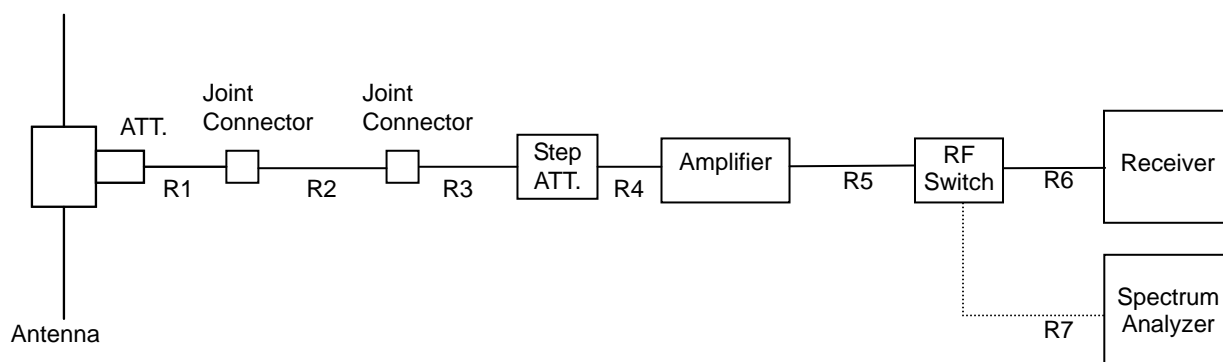 Joint
Connector
Joint
Connector
ATT.
Step
ATT.
Amplifier
RF
Switch
Receiver
R1
R2
R3
R4
R5
R6
Spectrum
Analyzer
R7
Antenna